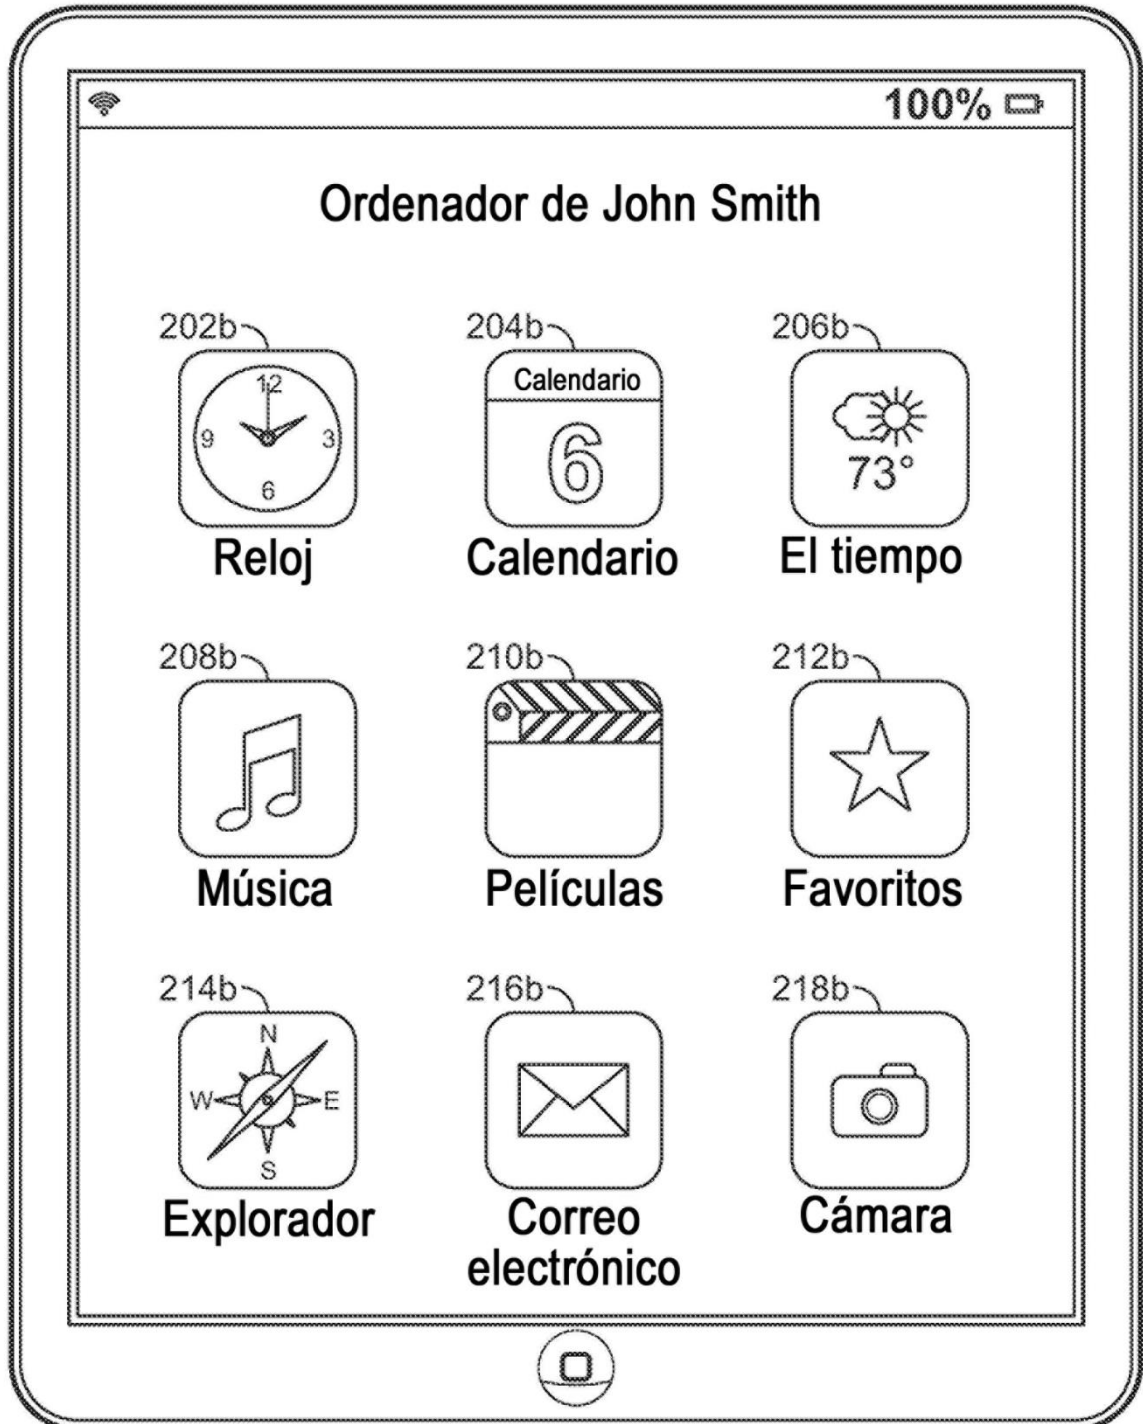 100%
Ordenador de John Smith
202b 204b 206b
12
9 3
6
Calendario
6
73°
Reloj Calendario El tiempo
208b 210b 212b
Música Películas Favoritos
214b 216b 218b
N
W E
S
Explorador Correo electrónico Cámara